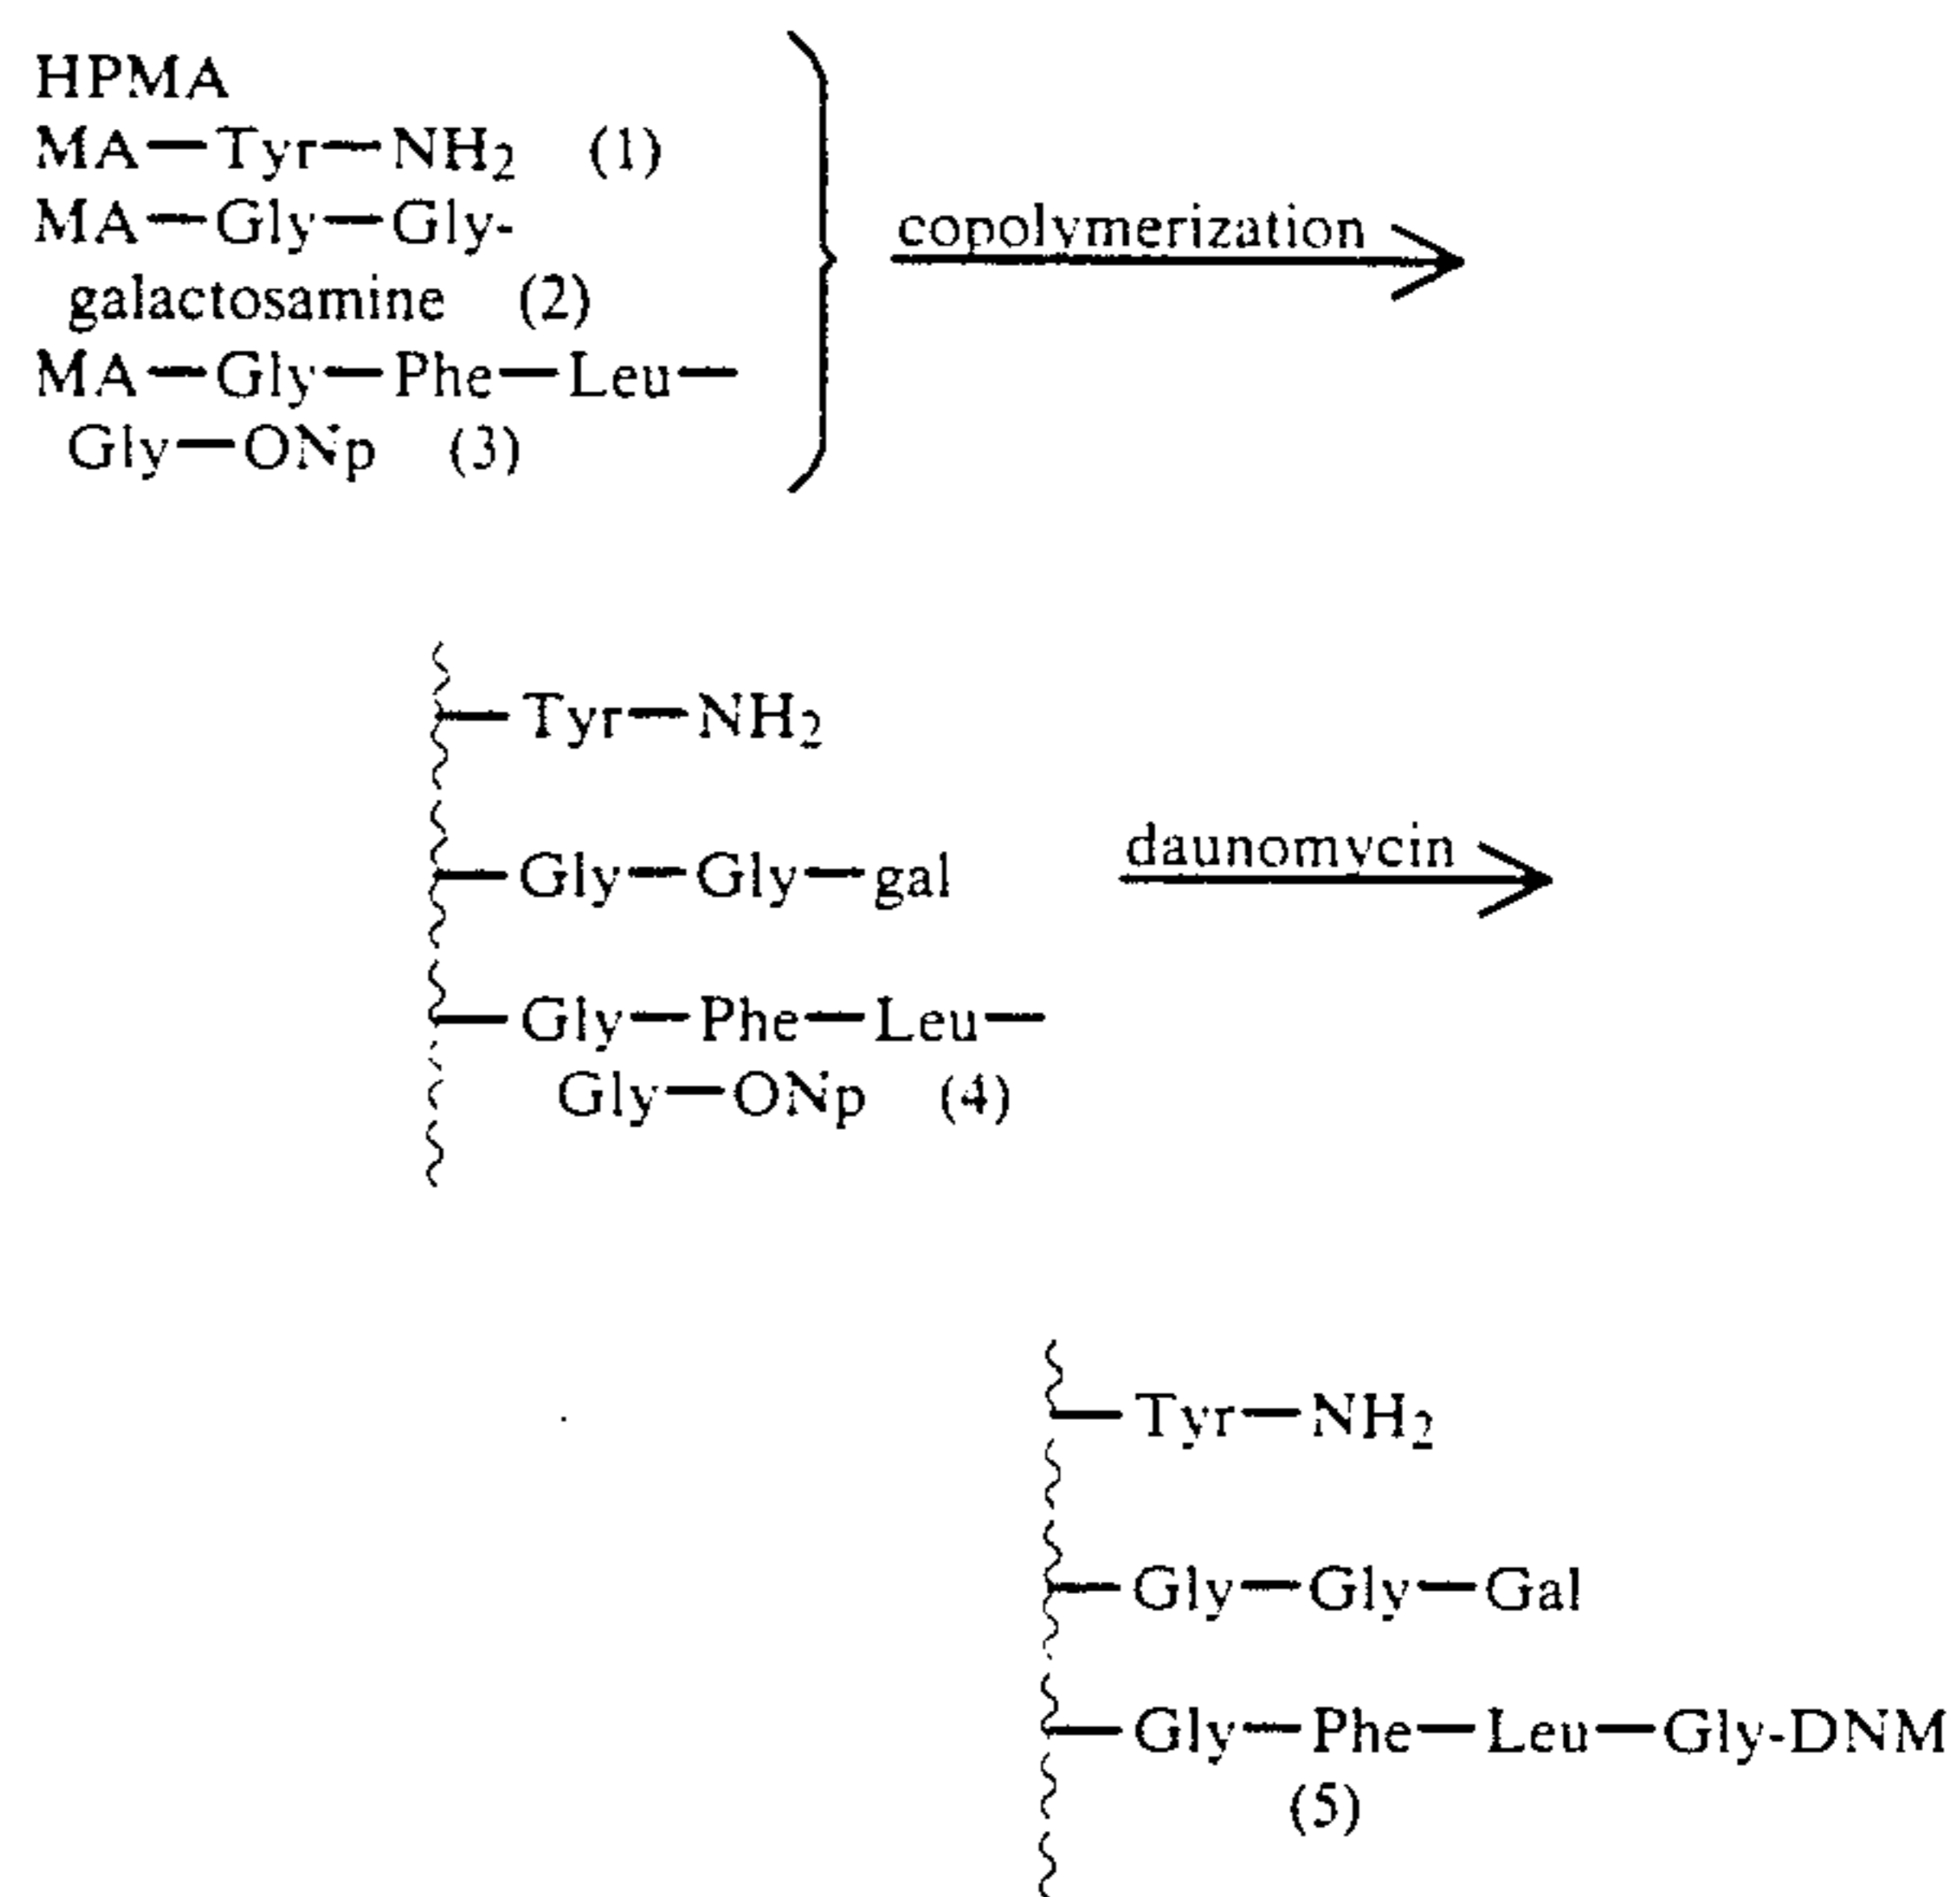 HPMA
MA—Tyr—NH2 (1)
MA—Gly—Gly-
galactosamine (2)
MA—Gly—Phe—Leu—
Gly—ONp (3)
copolymerization
Tyr—NH2
Gly—Gly—gal
daunomycin
Gly—Phe—Leu—
Gly—ONp (4)
Tyr—NH2
Gly—Gly—Gal
Gly—Phe—Leu—Gly-DNM
(5)